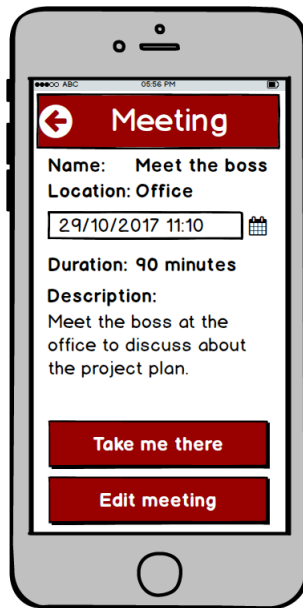 ABC 05:56 PM
Meeting
Name: Meet the boss
Location: Office
29/10/2017 11:10
Duration: 90 minutes
Description:
Meet the boss at the
office to discuss about
the project plan.
Take me there
Edit meeting